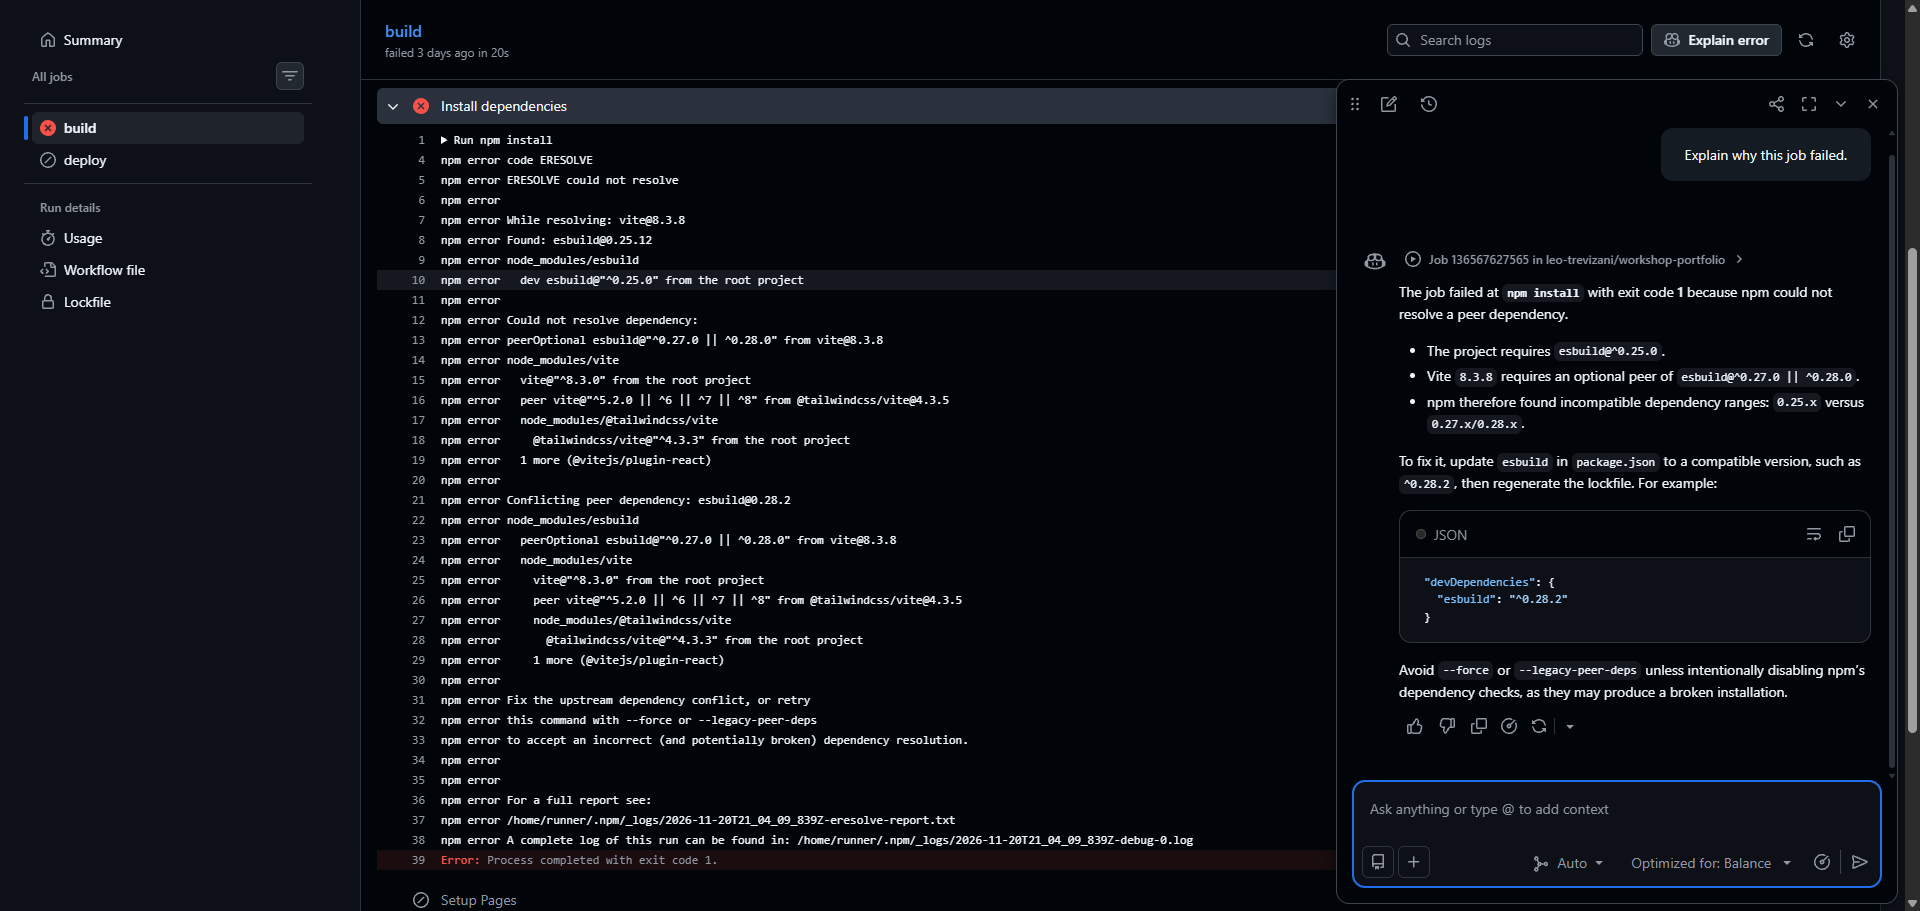 Summary
All jobs
build
deploy
Run details
Usage
Workflow file
Lockfile
build
failed 3 days ago in 20s
Search logs
Explain error
Install dependencies
1 Run npm install
4 npm error code ERESOLVE
5 npm error ERESOLVE could not resolve
6 npm error
7 npm error While resolving: vite@8.3.8
8 npm error Found: esbuild@0.25.12
9 npm error node_modules/esbuild
10 npm error   dev esbuild@"^0.25.0" from the root project
11 npm error
12 npm error Could not resolve dependency:
13 npm error peerOptional esbuild@"^0.27.0 || ^0.28.0" from vite@8.3.8
14 npm error node_modules/vite
15 npm error   vite@"^8.3.0" from the root project
16 npm error   peer vite@"^5.2.0 || ^6 || ^7 || ^8" from @tailwindcss/vite@4.3.5
17 npm error   node_modules/@tailwindcss/vite
18 npm error     @tailwindcss/vite@"^4.3.3" from the root project
19 npm error   1 more (@vitejs/plugin-react)
20 npm error
21 npm error Conflicting peer dependency: esbuild@0.28.2
22 npm error node_modules/esbuild
23 npm error   peerOptional esbuild@"^0.27.0 || ^0.28.0" from vite@8.3.8
24 npm error   node_modules/vite
25 npm error     vite@"^8.3.0" from the root project
26 npm error     peer vite@"^5.2.0 || ^6 || ^7 || ^8" from @tailwindcss/vite@4.3.5
27 npm error     node_modules/@tailwindcss/vite
28 npm error       @tailwindcss/vite@"^4.3.3" from the root project
29 npm error     1 more (@vitejs/plugin-react)
30 npm error
31 npm error Fix the upstream dependency conflict, or retry
32 npm error this command with --force or --legacy-peer-deps
33 npm error to accept an incorrect (and potentially broken) dependency resolution.
34 npm error
35 npm error
36 npm error For a full report see:
37 npm error /home/runner/.npm/_logs/2026-11-20T21_04_09_839Z-eresolve-report.txt
38 npm error A complete log of this run can be found in: /home/runner/.npm/_logs/2026-11-20T21_04_09_839Z-debug-0.log
39 Error: Process completed with exit code 1.
Setup Pages
Explain why this job failed.
Job 136567627565 in leo-trevizani/workshop-portfolio
The job failed at npm install with exit code 1 because npm could not
resolve a peer dependency.
• The project requires esbuild@^0.25.0.
• Vite 8.3.8 requires an optional peer of esbuild@^0.27.0 || ^0.28.0.
• npm therefore found incompatible dependency ranges: 0.25.x versus
0.27.x/0.28.x.
To fix it, update esbuild in package.json to a compatible version, such as
^0.28.2, then regenerate the lockfile. For example:
JSON
"devDependencies": {
  "esbuild": "^0.28.2"
}
Avoid --force or --legacy-peer-deps unless intentionally disabling npm's
dependency checks, as they may produce a broken installation.
Ask anything or type @ to add context
Auto
Optimized for: Balance